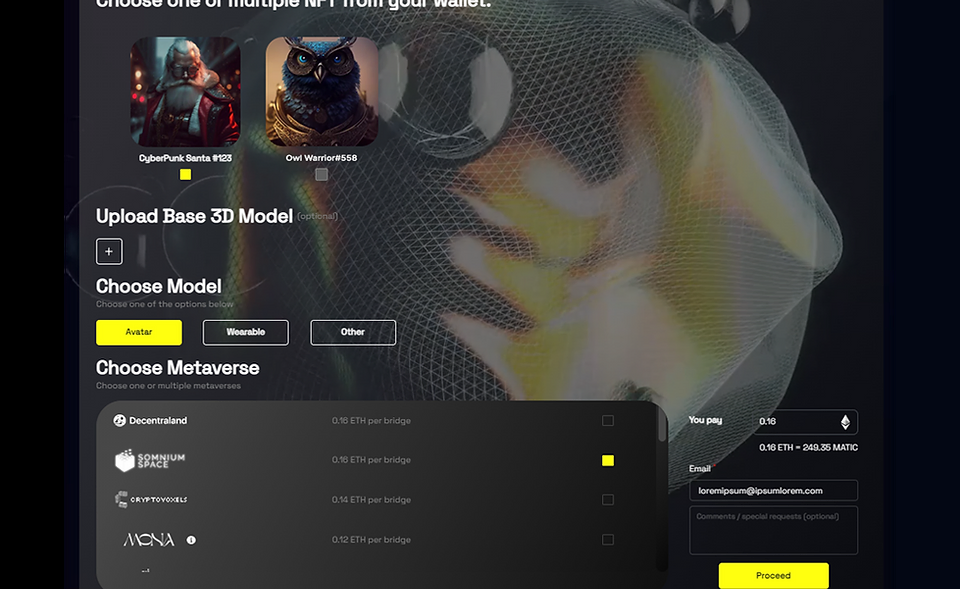 Choose one or multiple NFT from your wallet.
CyberPunk Santa #123
Owl Warrior#558
Upload Base 3D Model (optional)
+
Choose Model
Choose one of the options below
Avatar
Wearable
Other
Choose Metaverse
Choose one or multiple metaverses
Decentraland 0.16 ETH per bridge
SOMNIUM SPACE 0.16 ETH per bridge
CRYPTOVOXELS 0.14 ETH per bridge
MONA 0.12 ETH per bridge
You pay 0.16
0.16 ETH = 249.35 MATIC
Email *
loremipsum@ipsumlorem.com
Comments / special requests (optional)
Proceed